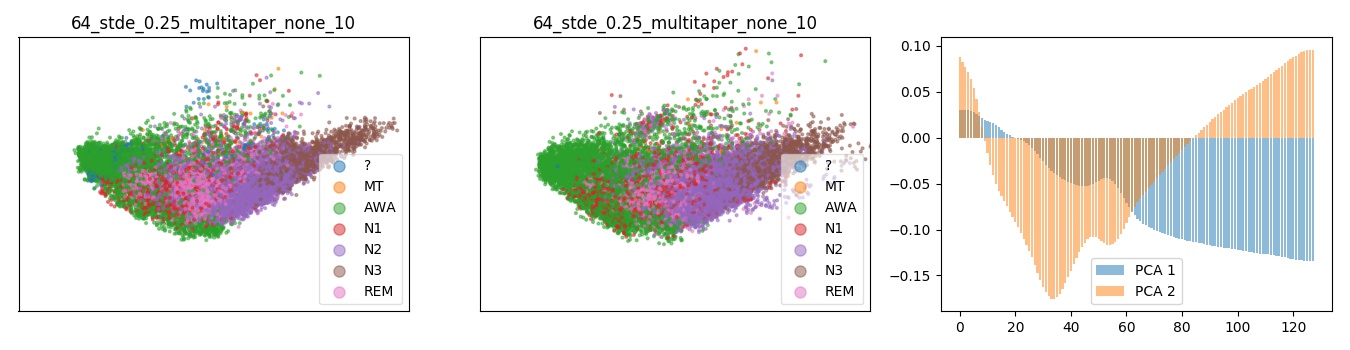 64_stde_0.25_multitaper_none_10
?
MT
AWA
N1
N2
N3
REM
64_stde_0.25_multitaper_none_10
?
MT
AWA
N1
N2
N3
REM
0.10
0.05
0.00
−0.05
−0.10
−0.15
PCA 1
PCA 2
0
20
40
60
80
100
120